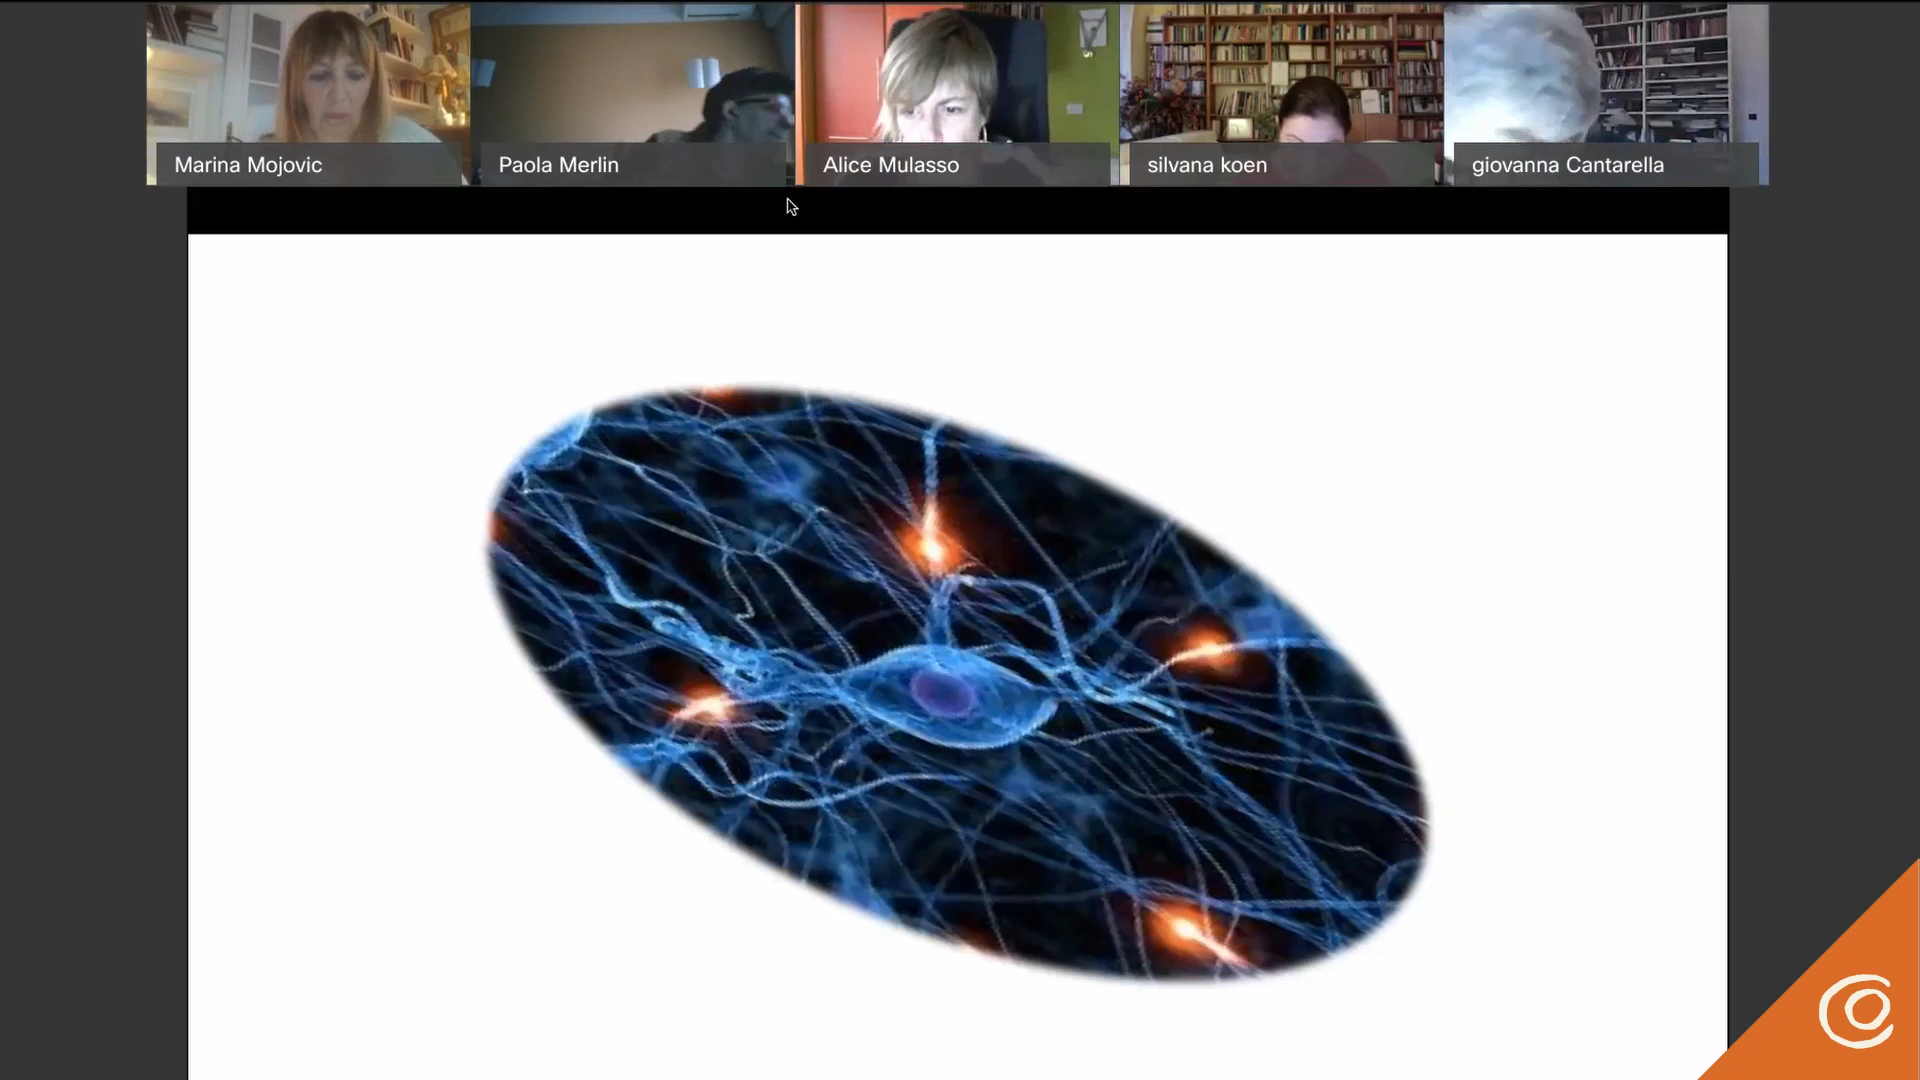 Marina Mojovic
Paola Merlin
Alice Mulasso
silvana koen
giovanna Cantarella